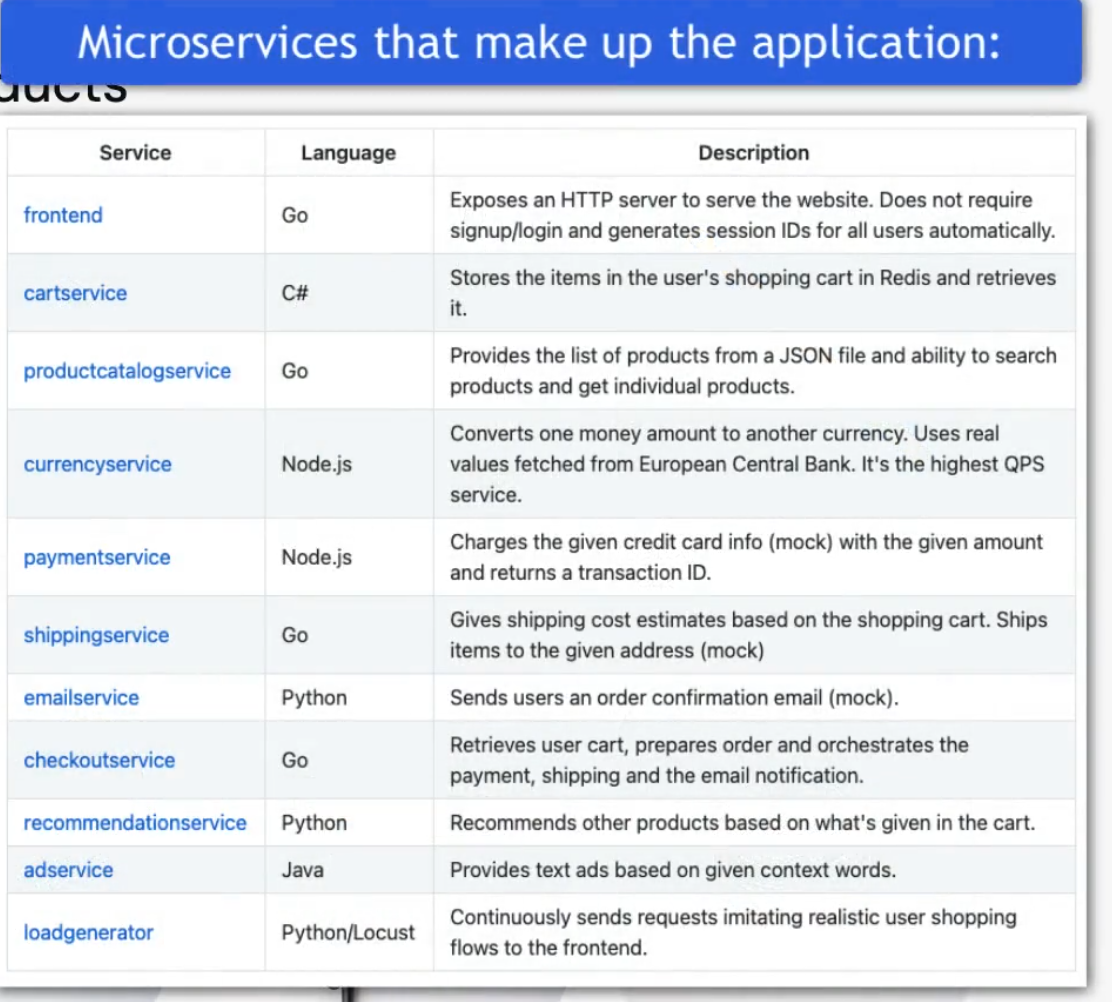 Microservices that make up the application:
ducts
Service Language Description
frontend Go Exposes an HTTP server to serve the website. Does not require
signup/login and generates session IDs for all users automatically.
cartservice C# Stores the items in the user's shopping cart in Redis and retrieves
it.
productcatalogservice Go Provides the list of products from a JSON file and ability to search
products and get individual products.
currencyservice Node.js Converts one money amount to another currency. Uses real
values fetched from European Central Bank. It's the highest QPS
service.
paymentservice Node.js Charges the given credit card info (mock) with the given amount
and returns a transaction ID.
shippingservice Go Gives shipping cost estimates based on the shopping cart. Ships
items to the given address (mock)
emailservice Python Sends users an order confirmation email (mock).
checkoutservice Go Retrieves user cart, prepares order and orchestrates the
payment, shipping and the email notification.
recommendationservice Python Recommends other products based on what's given in the cart.
adservice Java Provides text ads based on given context words.
loadgenerator Python/Locust Continuously sends requests imitating realistic user shopping
flows to the frontend.